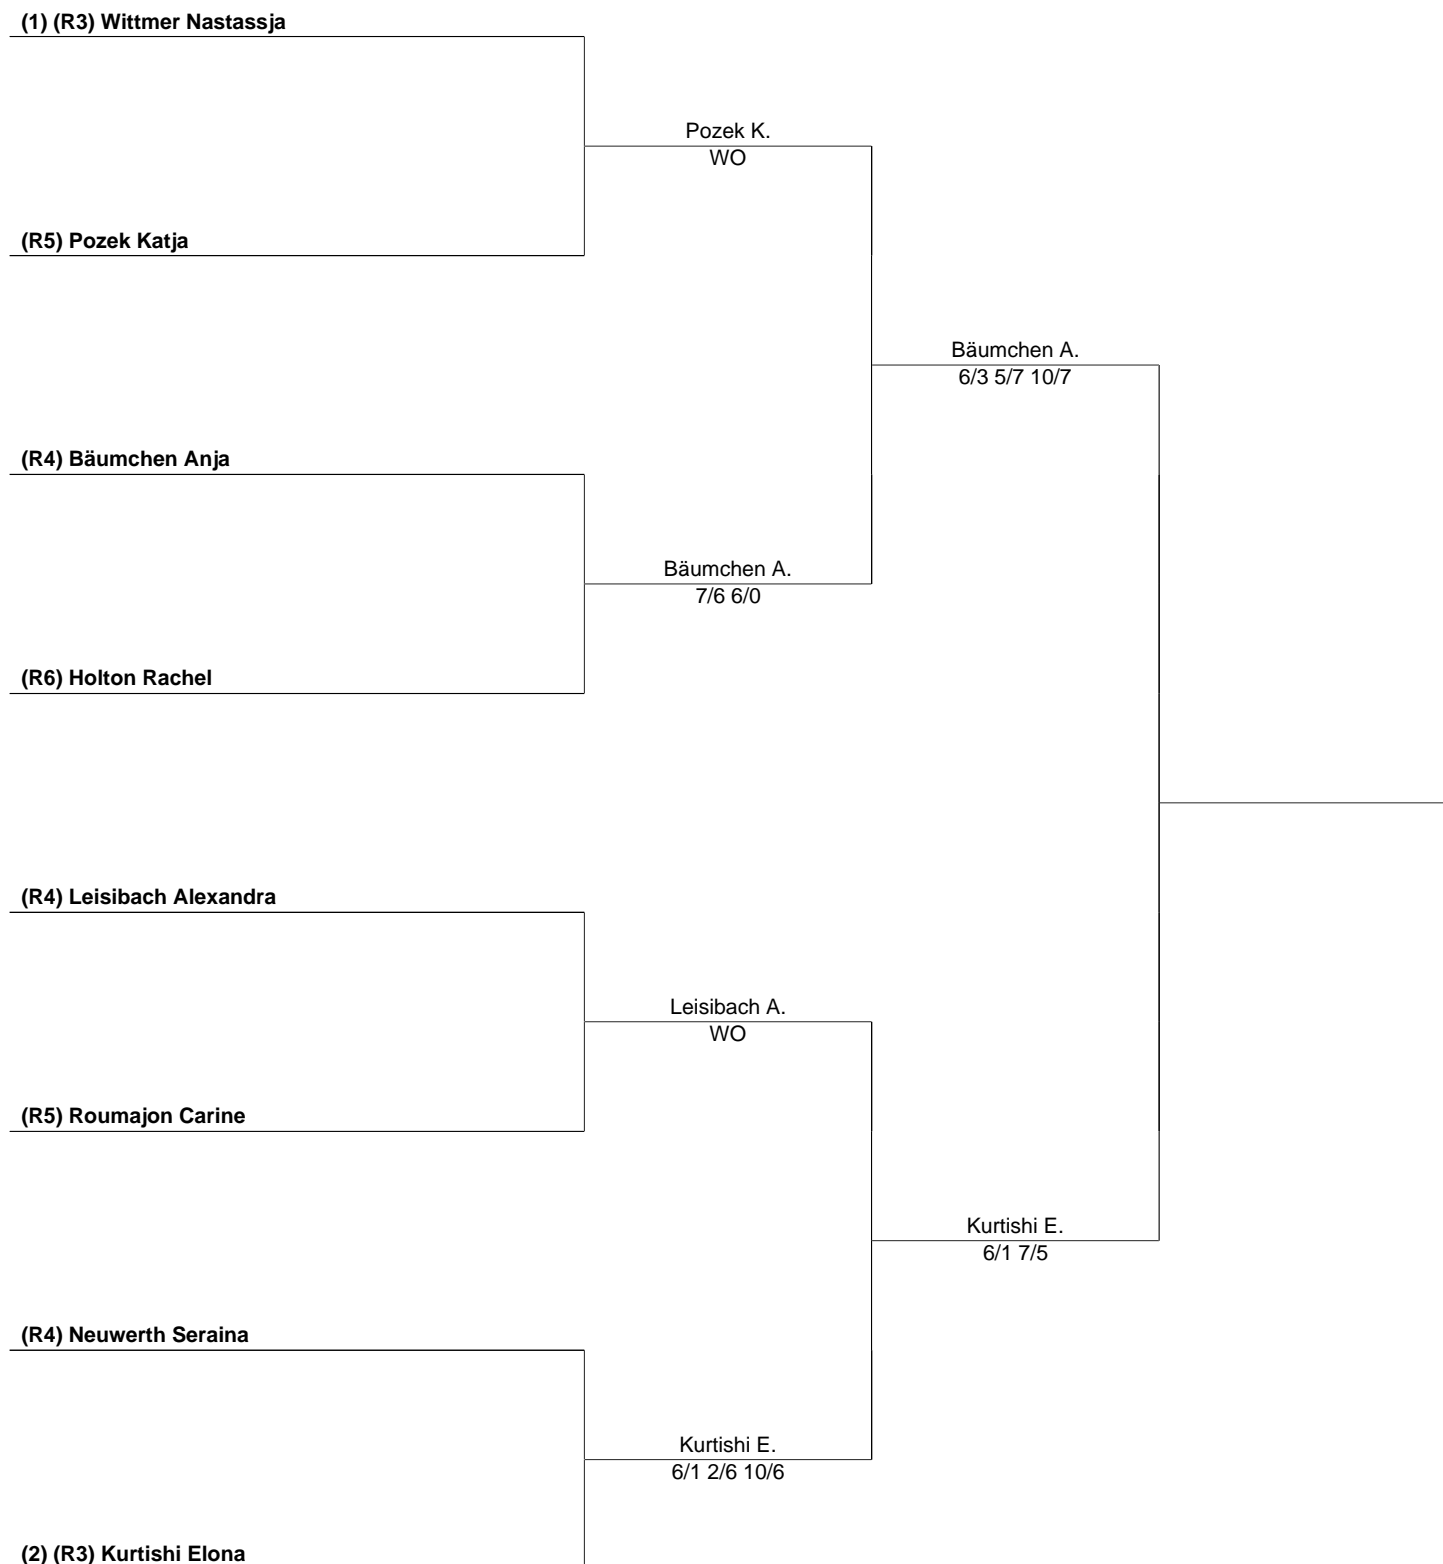 (1) (R3) Wittmer Nastassja
Pozek K.
WO
(R5) Pozek Katja
Bäumchen A.
6/3 5/7 10/7
(R4) Bäumchen Anja
Bäumchen A.
7/6 6/0
(R6) Holton Rachel
(R4) Leisibach Alexandra
Leisibach A.
WO
(R5) Roumajon Carine
Kurtishi E.
6/1 7/5
(R4) Neuwerth Seraina
Kurtishi E.
6/1 2/6 10/6
(2) (R3) Kurtishi Elona